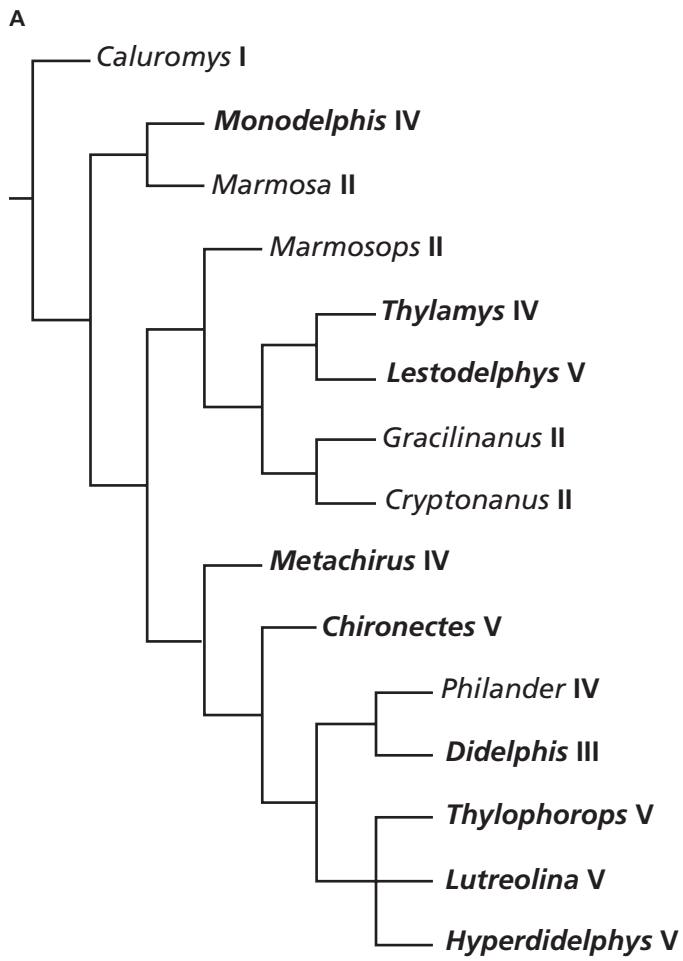 A
Caluromys I
Monodelphis IV
Marmosa II
Marmosops II
Thylamys IV
Lestodelphys V
Gracilinanus II
Cryptonanus II
Metachirus IV
Chironectes V
Philander IV
Didelphis III
Thylophorops V
Lutreolina V
Hyperdidelphys V